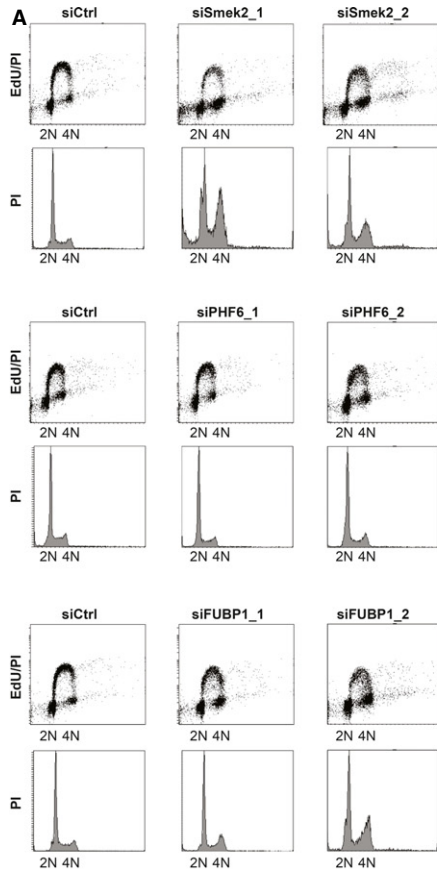 A
siCtrl siSmek2_1 siSmek2_2
EdU/PI
2N 4N 2N 4N 2N 4N
PI
2N 4N 2N 4N 2N 4N
siCtrl siPHF6_1 siPHF6_2
EdU/PI
2N 4N 2N 4N 2N 4N
PI
2N 4N 2N 4N 2N 4N
siCtrl siFUBP1_1 siFUBP1_2
EdU/PI
2N 4N 2N 4N 2N 4N
PI
2N 4N 2N 4N 2N 4N